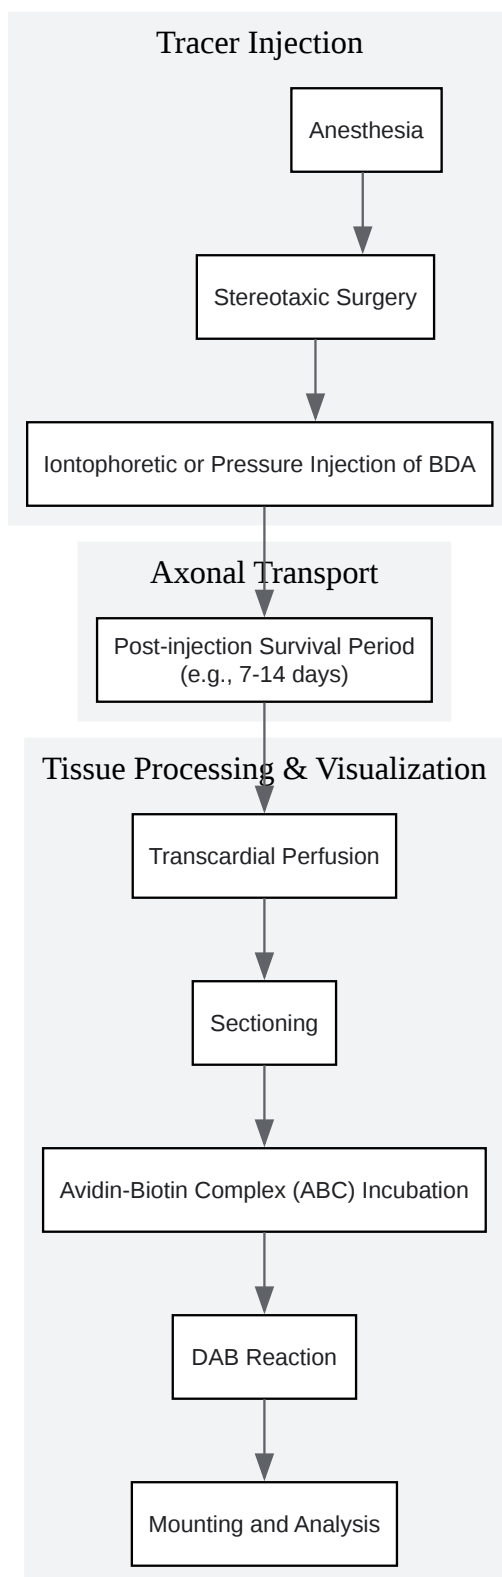 Tracer Injection
Anesthesia
Stereotaxic Surgery
Iontophoretic or Pressure Injection of BDA
Axonal Transport
Post-injection Survival Period
(e.g., 7-14 days)
Tissue Processing & Visualization
Transcardial Perfusion
Sectioning
Avidin-Biotin Complex (ABC) Incubation
DAB Reaction
Mounting and Analysis